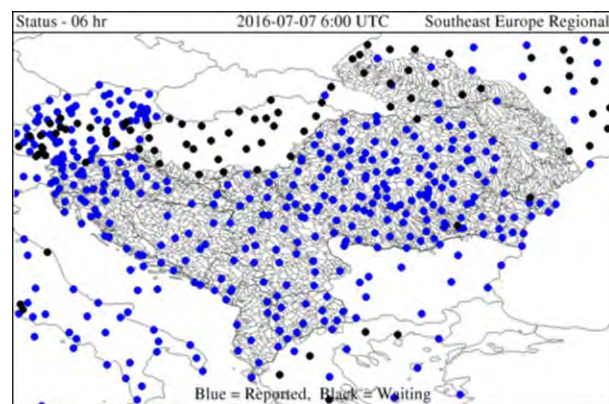 Status - 06 hr 2016-07-07 6:00 UTC Southeast Europe Regional
Blue = Reported, Black = Waiting